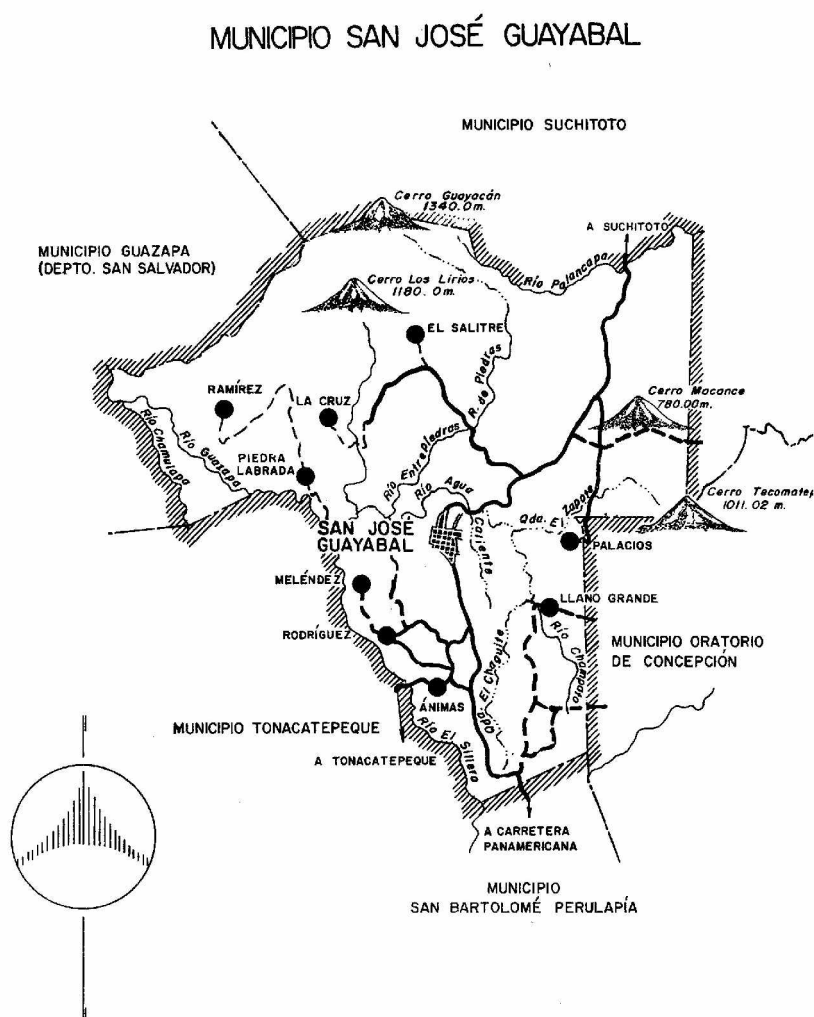 MUNICIPIO SAN JOSÉ GUAYABAL
MUNICIPIO SUCHITOTO
Cerro Guayacán
1340.0m.
A SUCHITOTO
MUNICIPIO GUAZAPA
(DEPTO. SAN SALVADOR)
Cerro Los Lirios
1180.0m.
Río Palancapa
EL SALITRE
R. de Piedras
RAMÍREZ
LA CRUZ
Cerro Macance
780.00m.
Río Chamulapa
Río Guazapa
PIEDRA
LABRADA
Río Entre Piedras
Río Agua
Caliente
Cerro Tecomatep
1011.02 m.
Qda. El Zapote
SAN JOSÉ
GUAYABAL
PALACIOS
MELÉNDEZ
LLANO GRANDE
RODRÍGUEZ
Río
MUNICIPIO ORATORIO
DE CONCEPCIÓN
Qda. El Chaguite
ÁNIMAS
MUNICIPIO TONACATEPEQUE
Río El Sillero
A TONACATEPEQUE
A CARRETERA
PANAMERICANA
MUNICIPIO
SAN BARTOLOMÉ PERULAPÍA